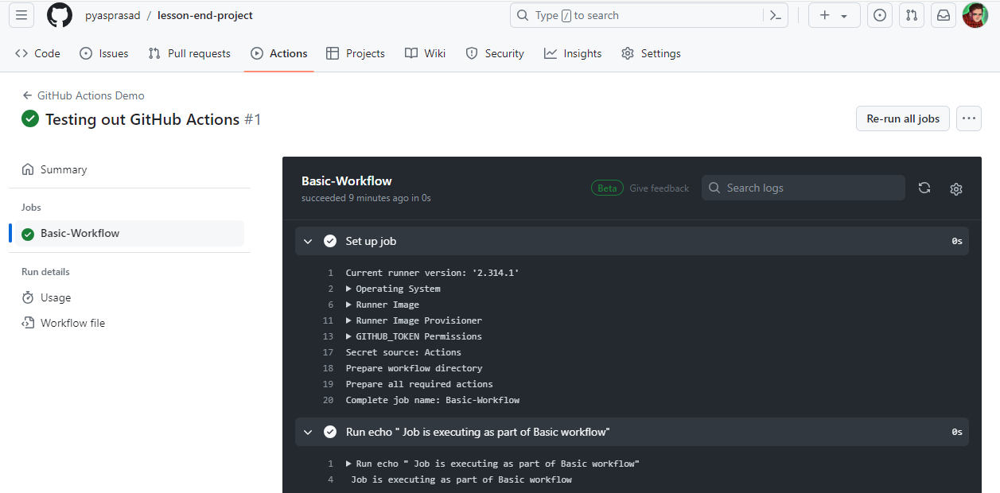 pyasprasad / lesson-end-project
Type / to search
Code Issues Pull requests Actions Projects Wiki Security Insights Settings
GitHub Actions Demo
Testing out GitHub Actions #1
Re-run all jobs
Summary
Jobs
Basic-Workflow
Run details
Usage
Workflow file
Basic-Workflow
succeeded 9 minutes ago in 0s
Beta Give feedback
Search logs
Set up job 0s
1 Current runner version: '2.314.1'
2 Operating System
6 Runner Image
11 Runner Image Provisioner
13 GITHUB_TOKEN Permissions
17 Secret source: Actions
18 Prepare workflow directory
19 Prepare all required actions
20 Complete job name: Basic-Workflow
Run echo " Job is executing as part of Basic workflow" 0s
1 Run echo " Job is executing as part of Basic workflow"
4 Job is executing as part of Basic workflow